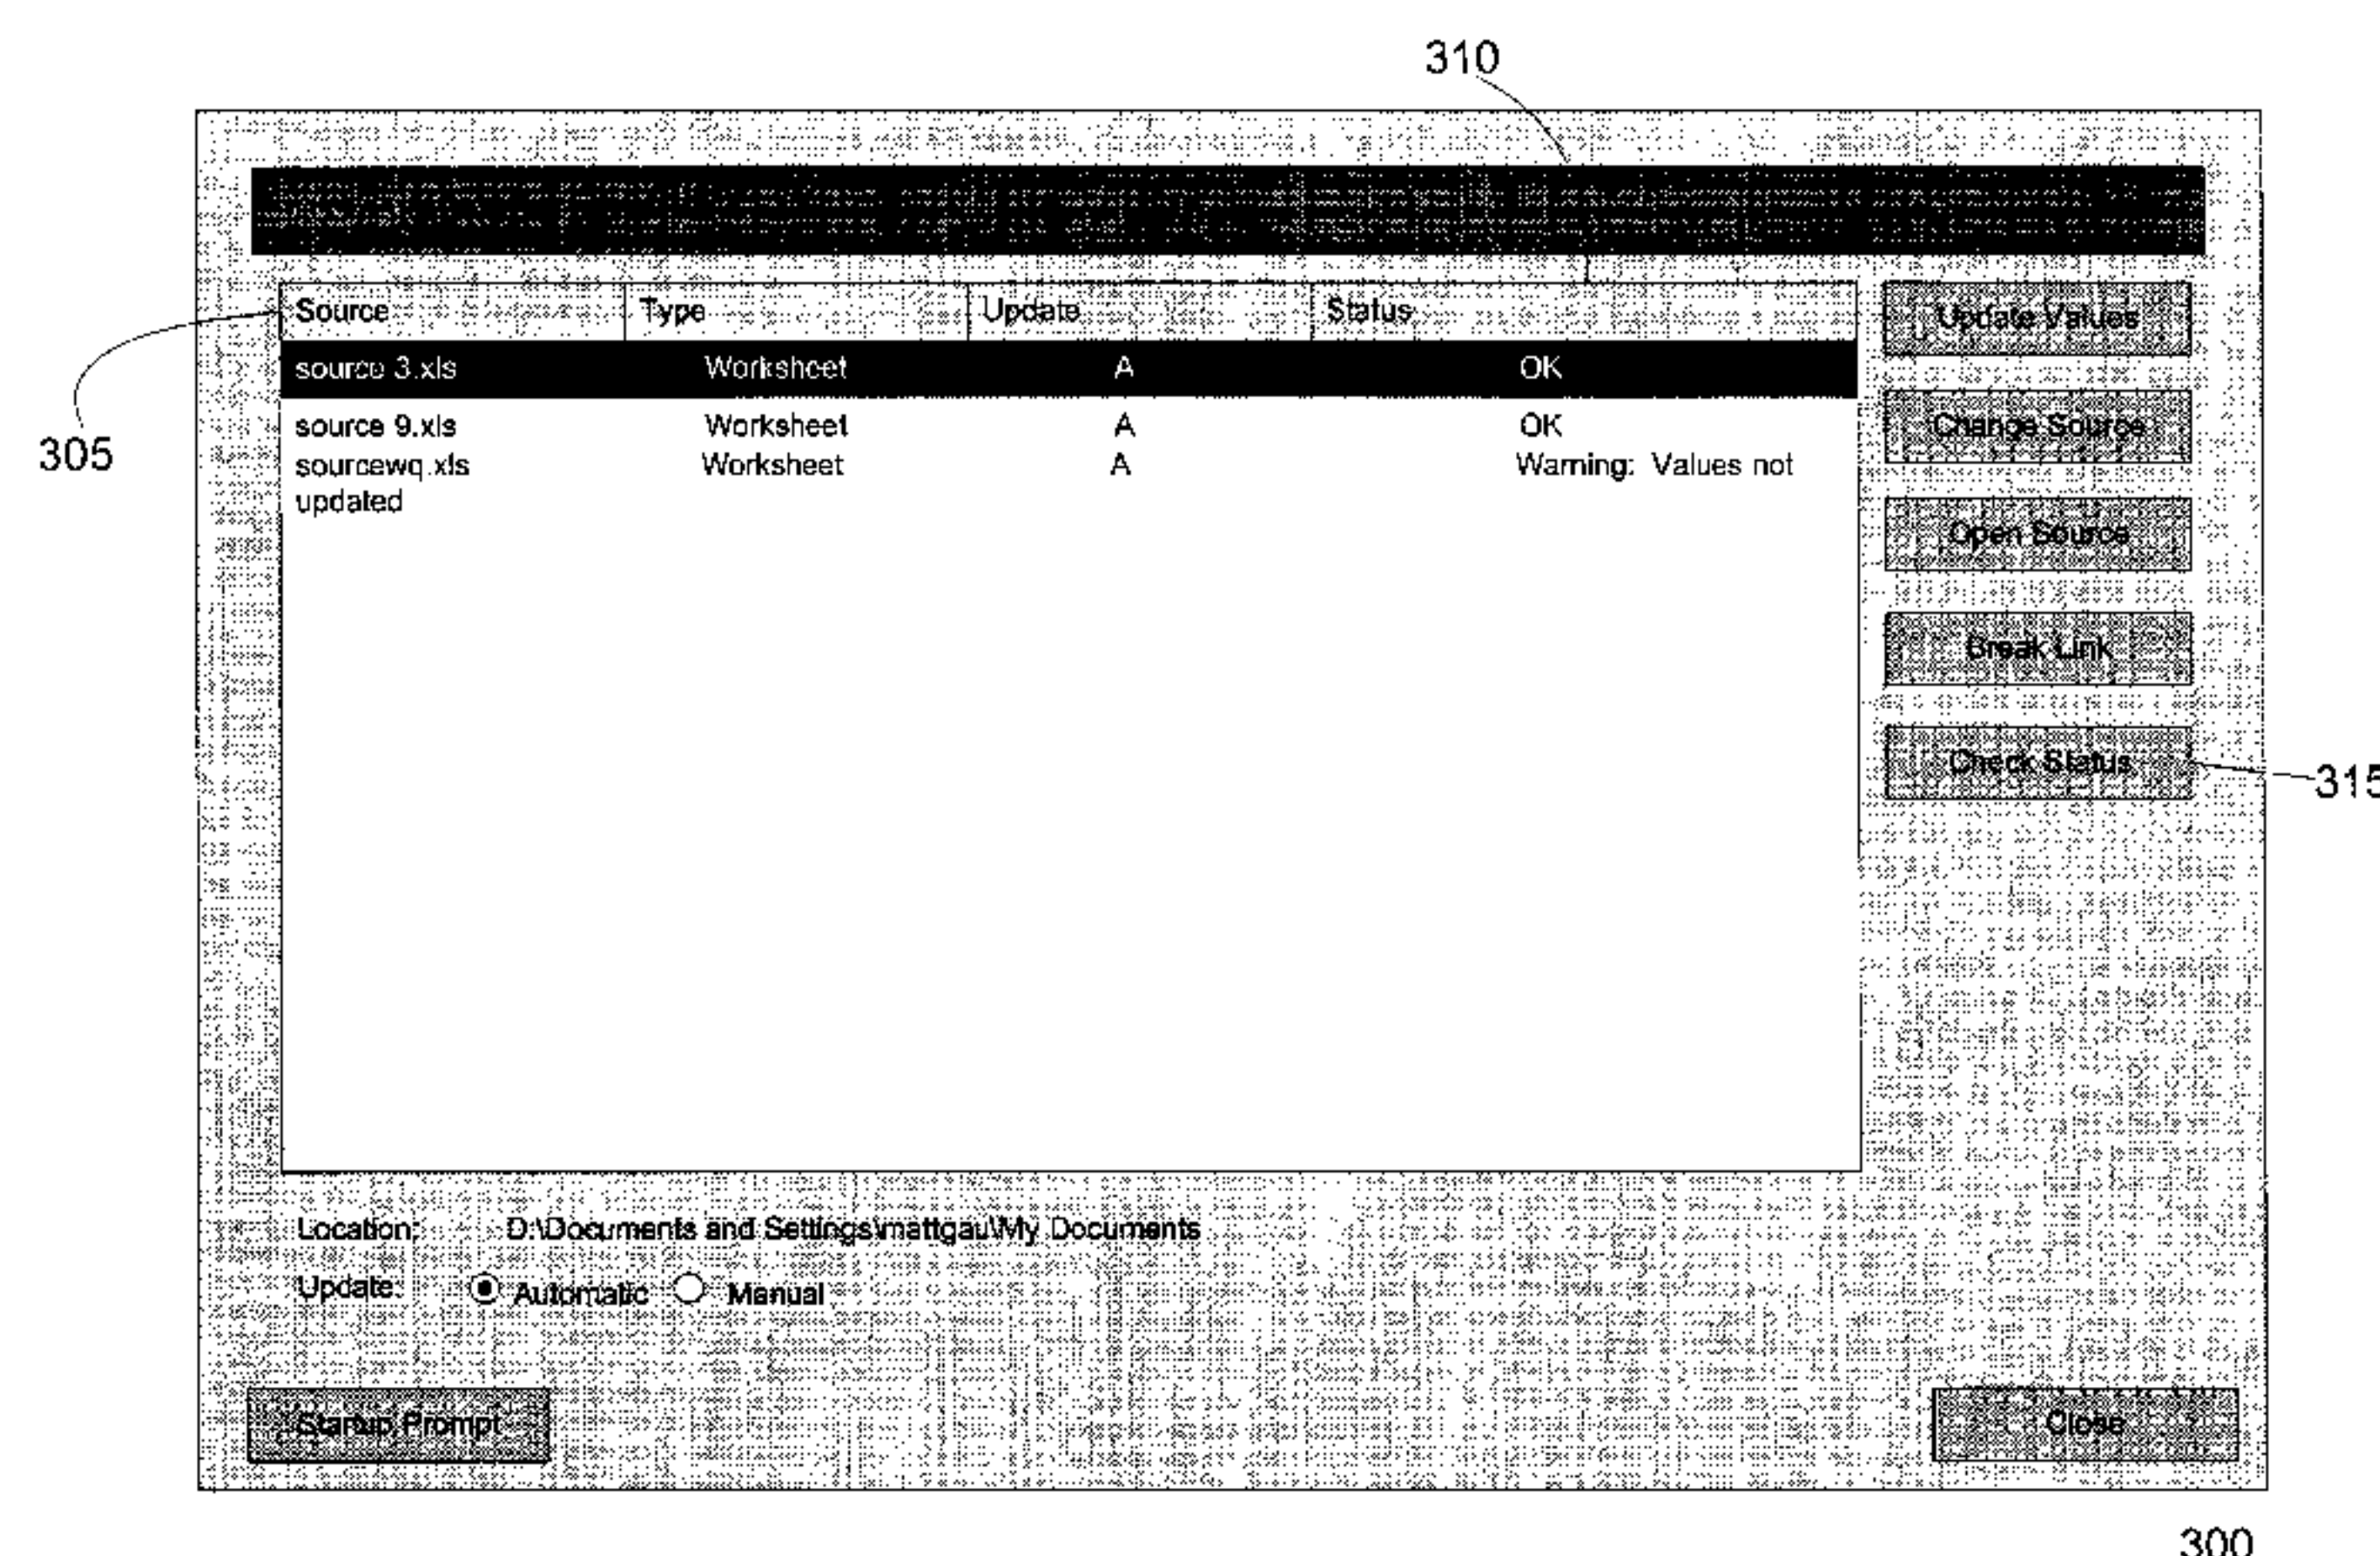 310
Source Type Update Status
Update Values
source 3.xls Worksheet A OK
Change Source
source 9.xls Worksheet A OK
305
sourcewq.xls Worksheet A Warning: Values not
updated
Open Source
Break Link
Check Status
315
Location: D:\Documents and Settings\mattgau\My Documents
Update: Automatic Manual
Startup Prompt Close
300